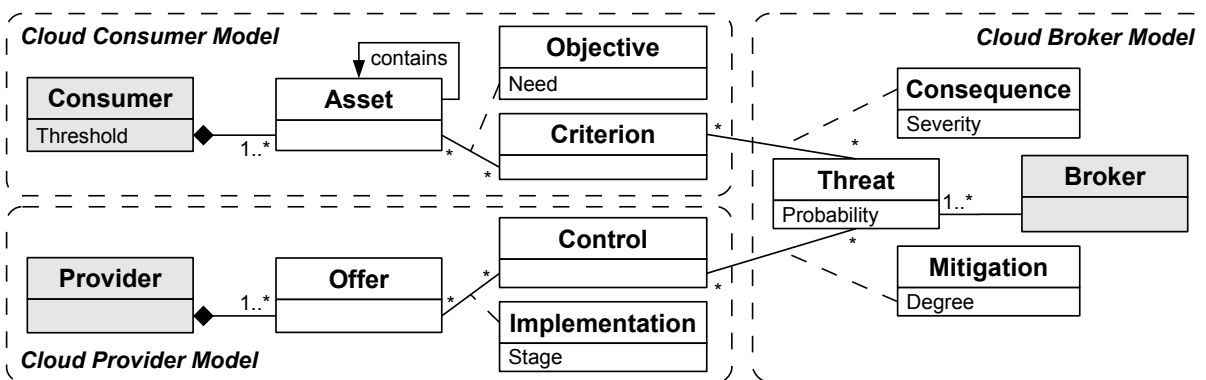 Cloud Consumer Model
Consumer
Threshold
1..*
Asset
contains
*
*
Objective
Need
Criterion
*
Cloud Provider Model
Provider
1..*
Offer
*
*
Control
*
Implementation
Stage
Cloud Broker Model
Consequence
Severity
*
Threat
Probability
*
1..*
Broker
Mitigation
Degree